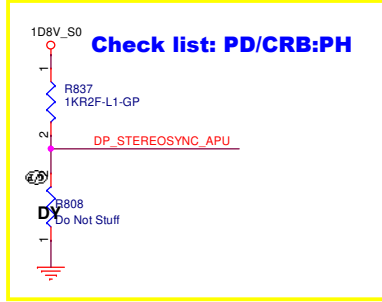 1D8V_S0
Check list: PD/CRB:PH
1
R837
1KR2F-L1-GP
2
DP_STEREOSYNC_APU
R808
DY
Do Not Stuff
1